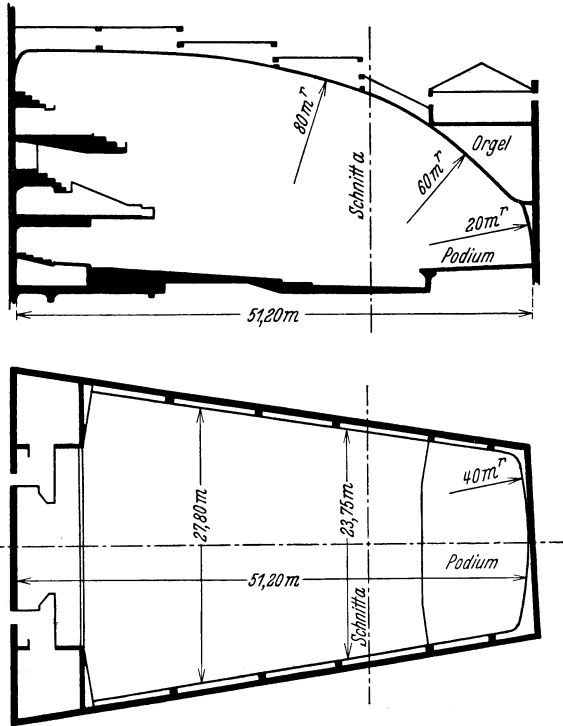 80m^r
Schnitt a
60m^r
Orgel
20m^r
Podium
51,20m
27,80m
23,75m
40m^r
Podium
51,20m
Schnitt a